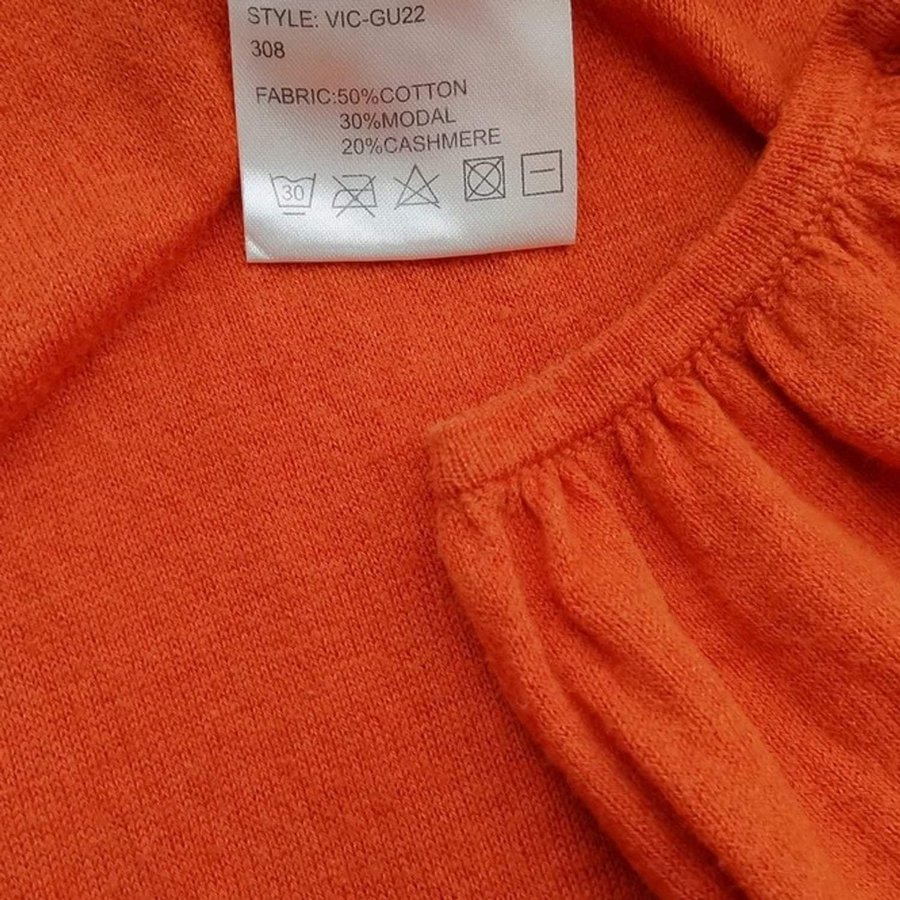 STYLE: VIC-GU22
308
FABRIC:50%COTTON
30%MODAL
20%CASHMERE
30